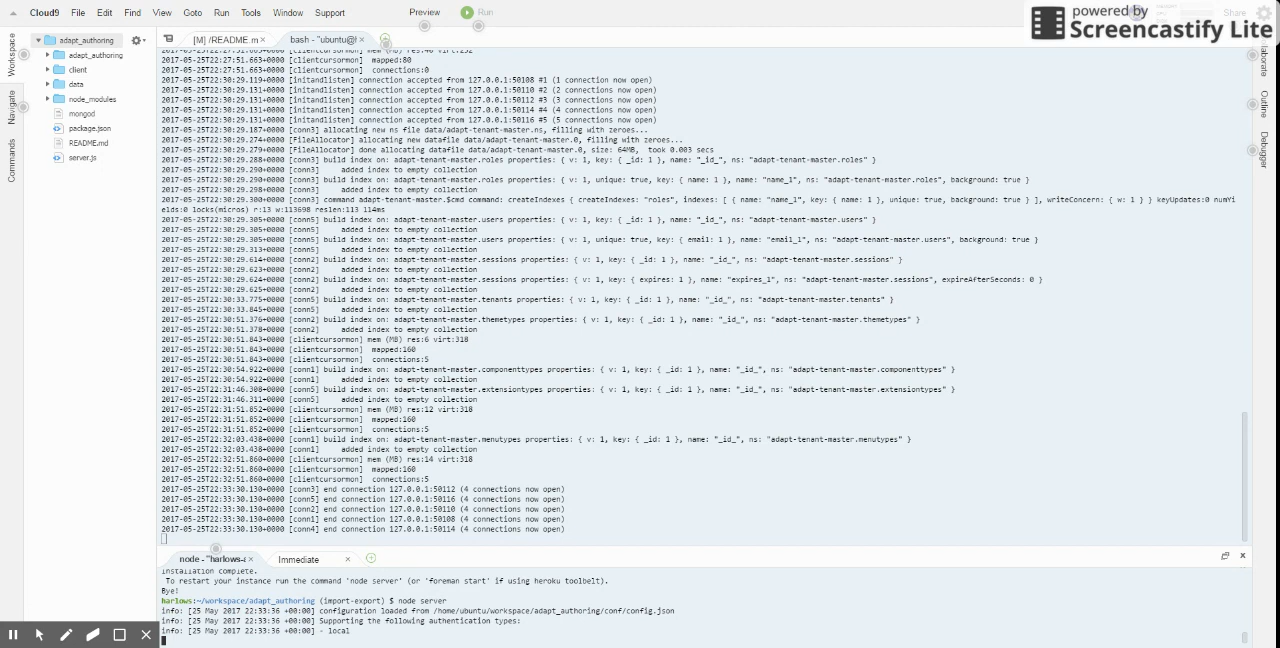 Cloud9 File Edit Find View Goto Run Tools Window Support Preview Run Share
powered by
Screencastify Lite
Workspace
Navigate
Commands
adapt_authoring
adapt_authoring
client
data
node_modules
mongod
package.json
README.md
server.js
[M] /README.m × bash - "ubuntu@ ×
2017-05-25T22:27:51.663+0000 [clientcursormon] mem (MB) res:40 virt:232
2017-05-25T22:27:51.663+0000 [clientcursormon]  mapped:80
2017-05-25T22:27:51.663+0000 [clientcursormon]  connections:0
2017-05-25T22:30:29.119+0000 [initandlisten] connection accepted from 127.0.0.1:50108 #1 (1 connection now open)
2017-05-25T22:30:29.131+0000 [initandlisten] connection accepted from 127.0.0.1:50110 #2 (2 connections now open)
2017-05-25T22:30:29.131+0000 [initandlisten] connection accepted from 127.0.0.1:50112 #3 (3 connections now open)
2017-05-25T22:30:29.131+0000 [initandlisten] connection accepted from 127.0.0.1:50114 #4 (4 connections now open)
2017-05-25T22:30:29.131+0000 [initandlisten] connection accepted from 127.0.0.1:50116 #5 (5 connections now open)
2017-05-25T22:30:29.187+0000 [conn3] allocating new ns file data/adapt-tenant-master.ns, filling with zeroes...
2017-05-25T22:30:29.274+0000 [FileAllocator] allocating new datafile data/adapt-tenant-master.0, filling with zeroes...
2017-05-25T22:30:29.279+0000 [FileAllocator] done allocating datafile data/adapt-tenant-master.0, size: 64MB,  took 0.003 secs
2017-05-25T22:30:29.288+0000 [conn3] build index on: adapt-tenant-master.roles properties: { v: 1, key: { _id: 1 }, name: "_id_", ns: "adapt-tenant-master.roles" }
2017-05-25T22:30:29.290+0000 [conn3]     added index to empty collection
2017-05-25T22:30:29.290+0000 [conn3] build index on: adapt-tenant-master.roles properties: { v: 1, unique: true, key: { name: 1 }, name: "name_1", ns: "adapt-tenant-master.roles", background: true }
2017-05-25T22:30:29.298+0000 [conn3]     added index to empty collection
2017-05-25T22:30:29.300+0000 [conn3] command adapt-tenant-master.$cmd command: createIndexes { createIndexes: "roles", indexes: [ { name: "name_1", key: { name: 1 }, unique: true, background: true } ], writeConcern: { w: 1 } } keyUpdates:0 numYi
elds:0 locks(micros) r:13 w:113698 reslen:113 114ms
2017-05-25T22:30:29.305+0000 [conn5] build index on: adapt-tenant-master.users properties: { v: 1, key: { _id: 1 }, name: "_id_", ns: "adapt-tenant-master.users" }
2017-05-25T22:30:29.305+0000 [conn5]     added index to empty collection
2017-05-25T22:30:29.305+0000 [conn5] build index on: adapt-tenant-master.users properties: { v: 1, unique: true, key: { email: 1 }, name: "email_1", ns: "adapt-tenant-master.users", background: true }
2017-05-25T22:30:29.313+0000 [conn5]     added index to empty collection
2017-05-25T22:30:29.614+0000 [conn2] build index on: adapt-tenant-master.sessions properties: { v: 1, key: { _id: 1 }, name: "_id_", ns: "adapt-tenant-master.sessions" }
2017-05-25T22:30:29.623+0000 [conn2]     added index to empty collection
2017-05-25T22:30:29.624+0000 [conn2] build index on: adapt-tenant-master.sessions properties: { v: 1, key: { expires: 1 }, name: "expires_1", ns: "adapt-tenant-master.sessions", expireAfterSeconds: 0 }
2017-05-25T22:30:29.625+0000 [conn2]     added index to empty collection
2017-05-25T22:30:33.775+0000 [conn5] build index on: adapt-tenant-master.tenants properties: { v: 1, key: { _id: 1 }, name: "_id_", ns: "adapt-tenant-master.tenants" }
2017-05-25T22:30:33.845+0000 [conn5]     added index to empty collection
2017-05-25T22:30:51.376+0000 [conn2] build index on: adapt-tenant-master.themetypes properties: { v: 1, key: { _id: 1 }, name: "_id_", ns: "adapt-tenant-master.themetypes" }
2017-05-25T22:30:51.378+0000 [conn2]     added index to empty collection
2017-05-25T22:30:51.843+0000 [clientcursormon] mem (MB) res:6 virt:318
2017-05-25T22:30:51.843+0000 [clientcursormon]  mapped:160
2017-05-25T22:30:51.843+0000 [clientcursormon]  connections:5
2017-05-25T22:30:54.922+0000 [conn1] build index on: adapt-tenant-master.componenttypes properties: { v: 1, key: { _id: 1 }, name: "_id_", ns: "adapt-tenant-master.componenttypes" }
2017-05-25T22:30:54.922+0000 [conn1]     added index to empty collection
2017-05-25T22:31:46.308+0000 [conn5] build index on: adapt-tenant-master.extensiontypes properties: { v: 1, key: { _id: 1 }, name: "_id_", ns: "adapt-tenant-master.extensiontypes" }
2017-05-25T22:31:46.311+0000 [conn5]     added index to empty collection
2017-05-25T22:31:51.852+0000 [clientcursormon] mem (MB) res:12 virt:318
2017-05-25T22:31:51.852+0000 [clientcursormon]  mapped:160
2017-05-25T22:31:51.852+0000 [clientcursormon]  connections:5
2017-05-25T22:32:03.438+0000 [conn1] build index on: adapt-tenant-master.menutypes properties: { v: 1, key: { _id: 1 }, name: "_id_", ns: "adapt-tenant-master.menutypes" }
2017-05-25T22:32:03.438+0000 [conn1]     added index to empty collection
2017-05-25T22:32:51.860+0000 [clientcursormon] mem (MB) res:14 virt:318
2017-05-25T22:32:51.860+0000 [clientcursormon]  mapped:160
2017-05-25T22:32:51.860+0000 [clientcursormon]  connections:5
2017-05-25T22:33:30.130+0000 [conn3] end connection 127.0.0.1:50112 (4 connections now open)
2017-05-25T22:33:30.130+0000 [conn5] end connection 127.0.0.1:50116 (4 connections now open)
2017-05-25T22:33:30.130+0000 [conn2] end connection 127.0.0.1:50110 (4 connections now open)
2017-05-25T22:33:30.130+0000 [conn1] end connection 127.0.0.1:50108 (4 connections now open)
2017-05-25T22:33:30.130+0000 [conn4] end connection 127.0.0.1:50114 (4 connections now open)
node - "harlows-a × Immediate ×
Installation complete.
To restart your instance run the command 'node server' (or 'foreman start' if using heroku toolbelt).
Bye!
harlows:~/workspace/adapt_authoring (import-export) $ node server
info: [25 May 2017 22:33:36 +00:00] configuration loaded from /home/ubuntu/workspace/adapt_authoring/conf/config.json
info: [25 May 2017 22:33:36 +00:00] Supporting the following authentication types:
info: [25 May 2017 22:33:36 +00:00] - local
laborate
Outline
Debugger